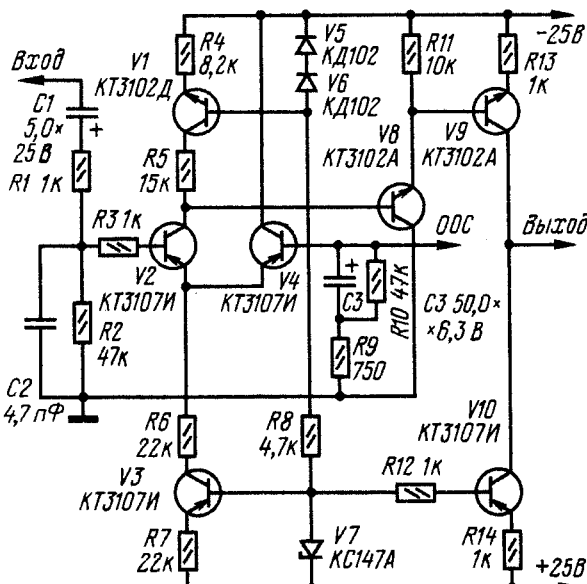 -25В
Вход
C1
5,0×
25 В
R1 1к
V1
КТ3102Д
R4
8,2к
V5
КД102
V6
КД102
R11
10к
R13
1к
V8
КТ3102А
V9
КТ3102А
R5
15к
R3 1к
V2
КТ3107И
V4
КТ3107И
ООС
Выход
C3
R10 47к
C3 50,0×
×6,3 В
R9
750
R2
47к
C2
4,7 пФ
R6
22к
R8
4,7к
V10
КТ3107И
V3
КТ3107И
R12 1к
R7
22к
V7
КС147А
R14
1к
+25В